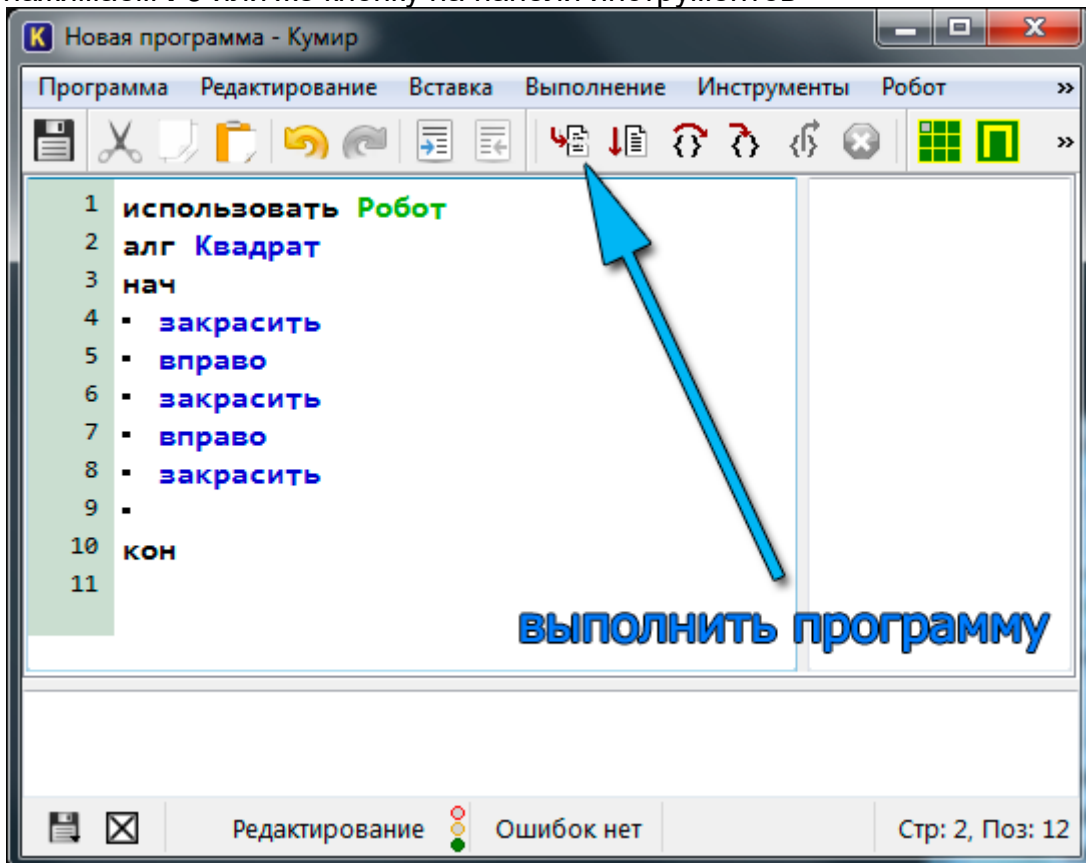 Новая программа - Кумир
Программа Редактирование Вставка Выполнение Инструменты Робот »
»
1 использовать Робот
2 алг Квадрат
3 нач
4 закрасить
5 вправо
6 закрасить
7 вправо
8 закрасить
9
10 кон
11
выполнить программу
Редактирование Ошибок нет Стр: 2, Поз: 12